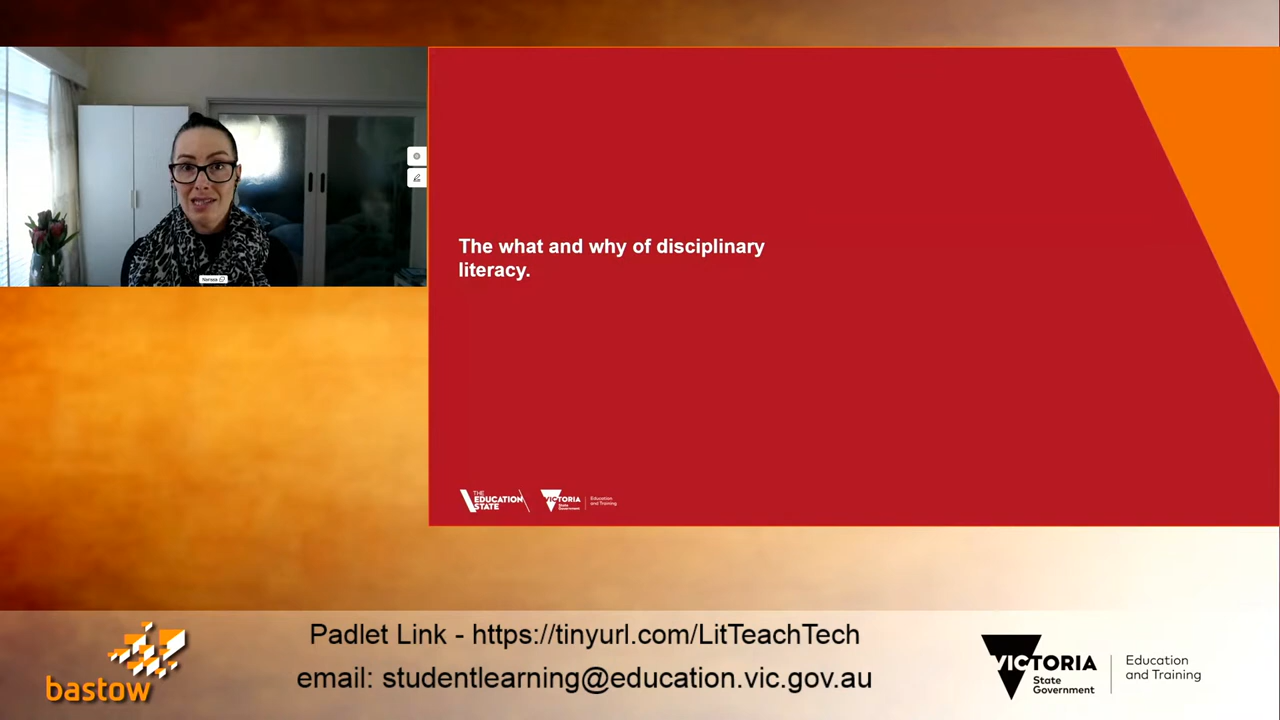 The what and why of disciplinary
literacy.
THE
EDUCATION
STATE
VICTORIA
State
Government
Education
and Training
Padlet Link - https://tinyurl.com/LitTeachTech
email: studentlearning@education.vic.gov.au
bastow
VICTORIA
State
Government
Education
and Training